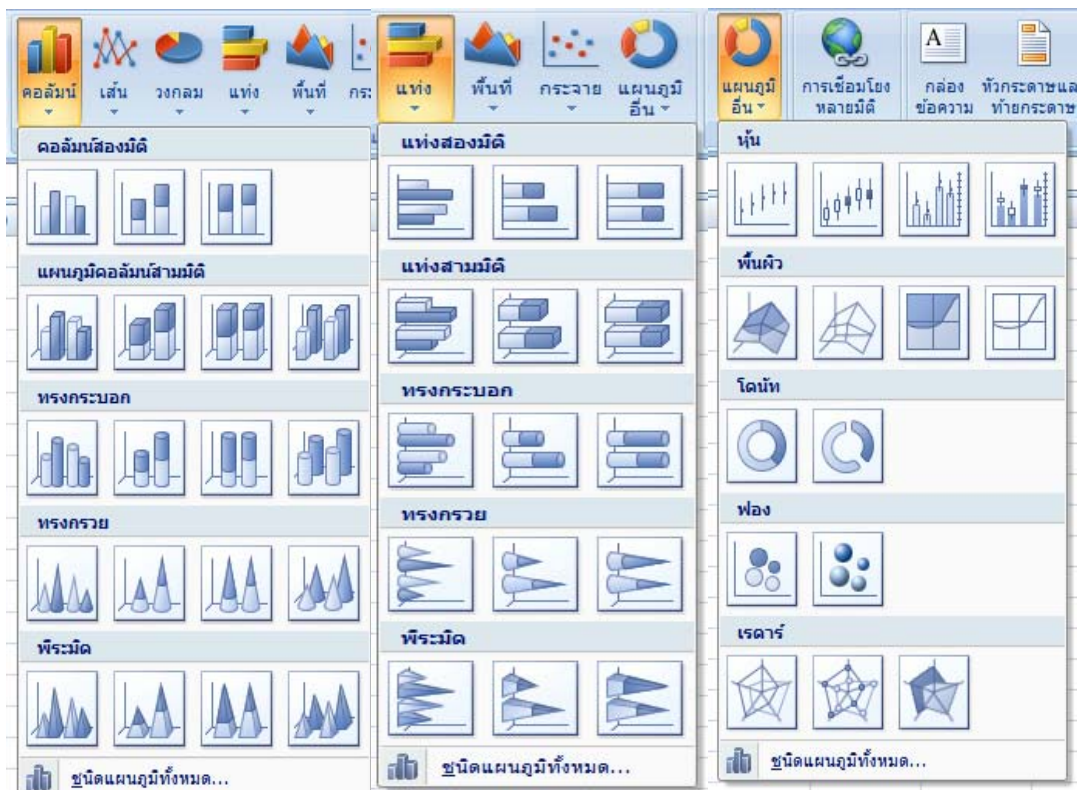 คอลัมน์
เส้น
วงกลม
แท่ง
พื้นที่
กระ
คอลัมน์สองมิติ
แผนภูมิคอลัมน์สามมิติ
ทรงกระบอก
ทรงกรวย
พีระมิด
ชนิดแผนภูมิทั้งหมด...
แท่ง
พื้นที่
กระจาย
แผนภูมิ
อื่น
แท่งสองมิติ
แท่งสามมิติ
ทรงกระบอก
ทรงกรวย
พีระมิด
ชนิดแผนภูมิทั้งหมด...
แผนภูมิ
อื่น
การเชื่อมโยง
หลายมิติ
A
กล่อง
ข้อความ
หัวกระดาษแล
ท้ายกระดาษ
หุ้น
พื้นผิว
โดนัท
ฟอง
เรดาร์
ชนิดแผนภูมิทั้งหมด...